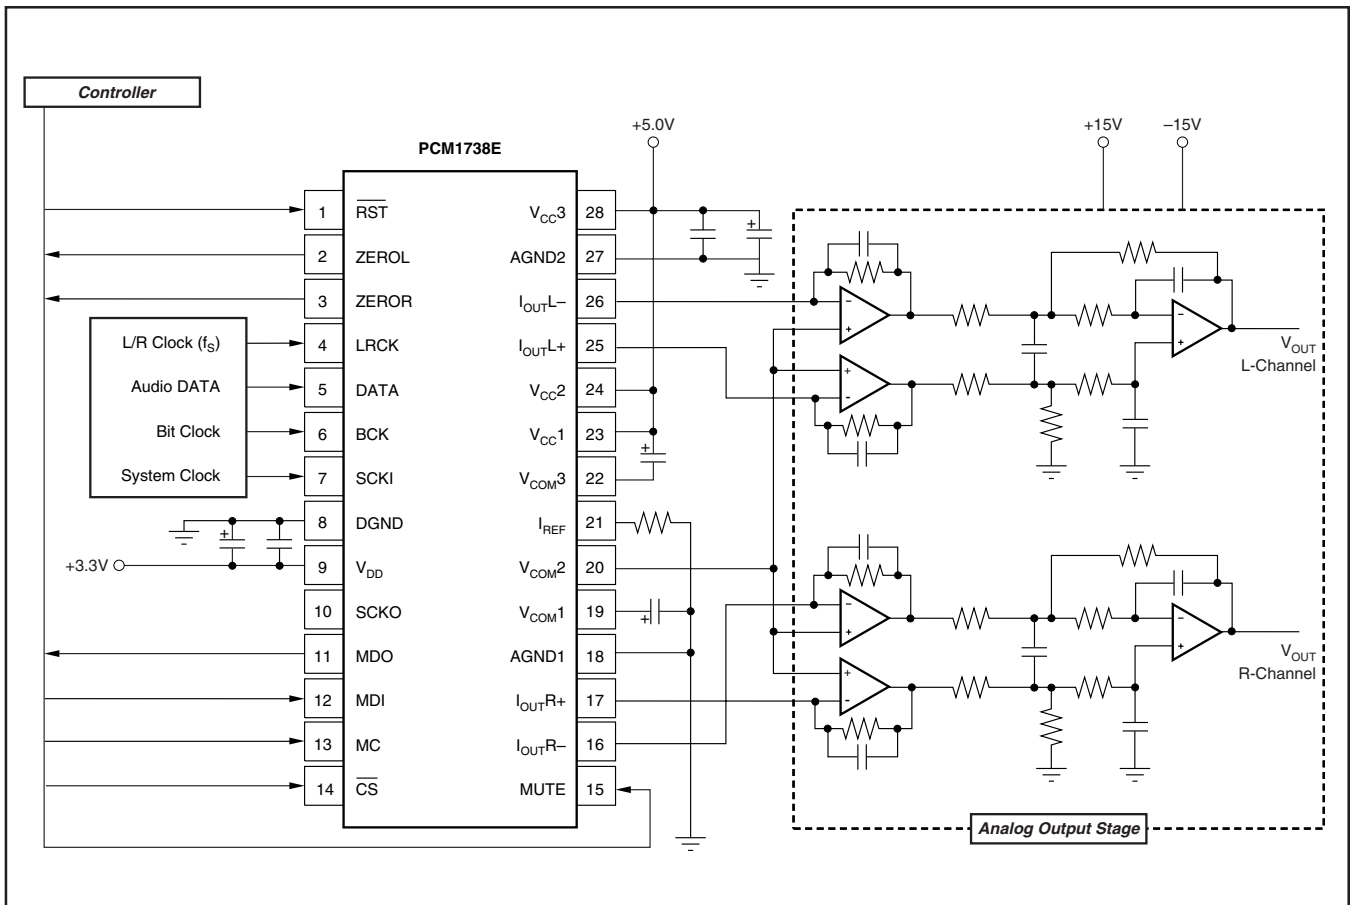 Controller
PCM1738E
+5.0V
+15V
–15V
1 RST
2 ZEROL
3 ZEROR
4 LRCK
5 DATA
6 BCK
7 SCKI
8 DGND
9 VDD
10 SCKO
11 MDO
12 MDI
13 MC
14 CS
VCC3 28
AGND2 27
IOUTL– 26
IOUTL+ 25
VCC2 24
VCC1 23
VCOM3 22
IREF 21
VCOM2 20
VCOM1 19
AGND1 18
IOUTR+ 17
IOUTR– 16
MUTE 15
L/R Clock (fS)
Audio DATA
Bit Clock
System Clock
+3.3V
+
+
+
+
–
+
+
–
–
+
VOUT
L-Channel
–
+
+
–
–
+
VOUT
R-Channel
Analog Output Stage